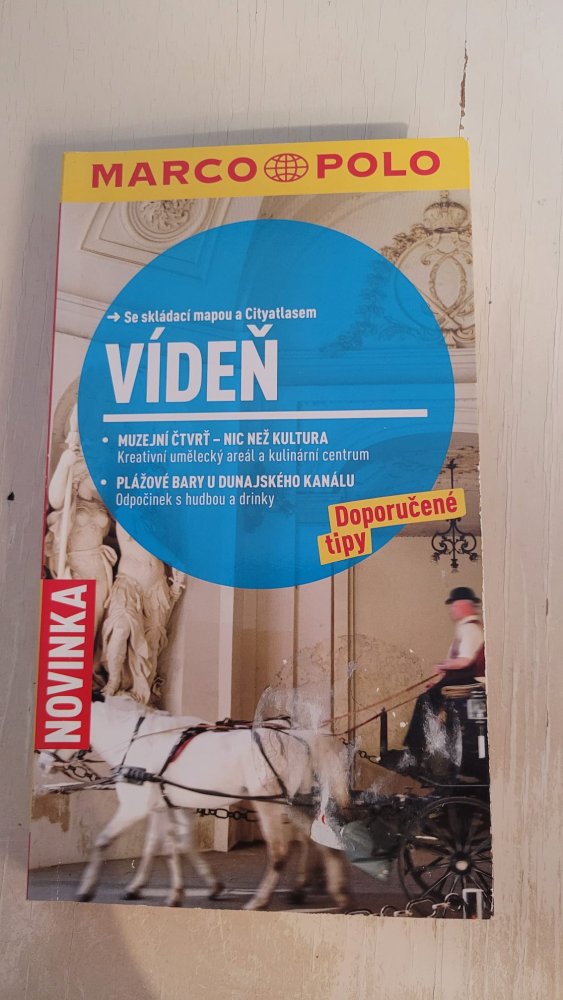 MARCO POLO
→ Se skládací mapou a Cityatlasem
VÍDEŇ
• MUZEJNÍ ČTVRŤ – NIC NEŽ KULTURA
Kreativní umělecký areál a kulinární centrum
• PLÁŽOVÉ BARY U DUNAJSKÉHO KANÁLU
Odpočinek s hudbou a drinky
Doporučené
tipy
NOVINKA